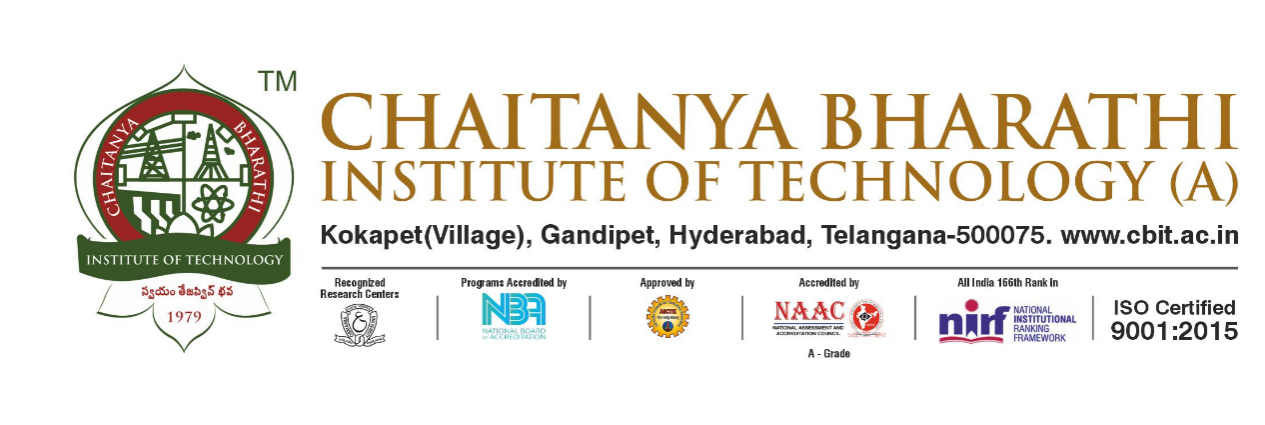 TM
CHAITANYA BHARATHI
INSTITUTE OF TECHNOLOGY
స్వయం తేజస్విన్ భవ
1979
CHAITANYA BHARATHI
INSTITUTE OF TECHNOLOGY (A)
Kokapet(Village), Gandipet, Hyderabad, Telangana-500075. www.cbit.ac.in
Recognized
Research Centers
Programs Accredited by
NBA
NATIONAL BOARD
OF ACCREDITATION
Approved by
AICTE
Accredited by
NAAC
NATIONAL ASSESSMENT AND
ACCREDITATION COUNCIL
A - Grade
All India 166th Rank in
nirf
NATIONAL
INSTITUTIONAL
RANKING
FRAMEWORK
ISO Certified
9001:2015